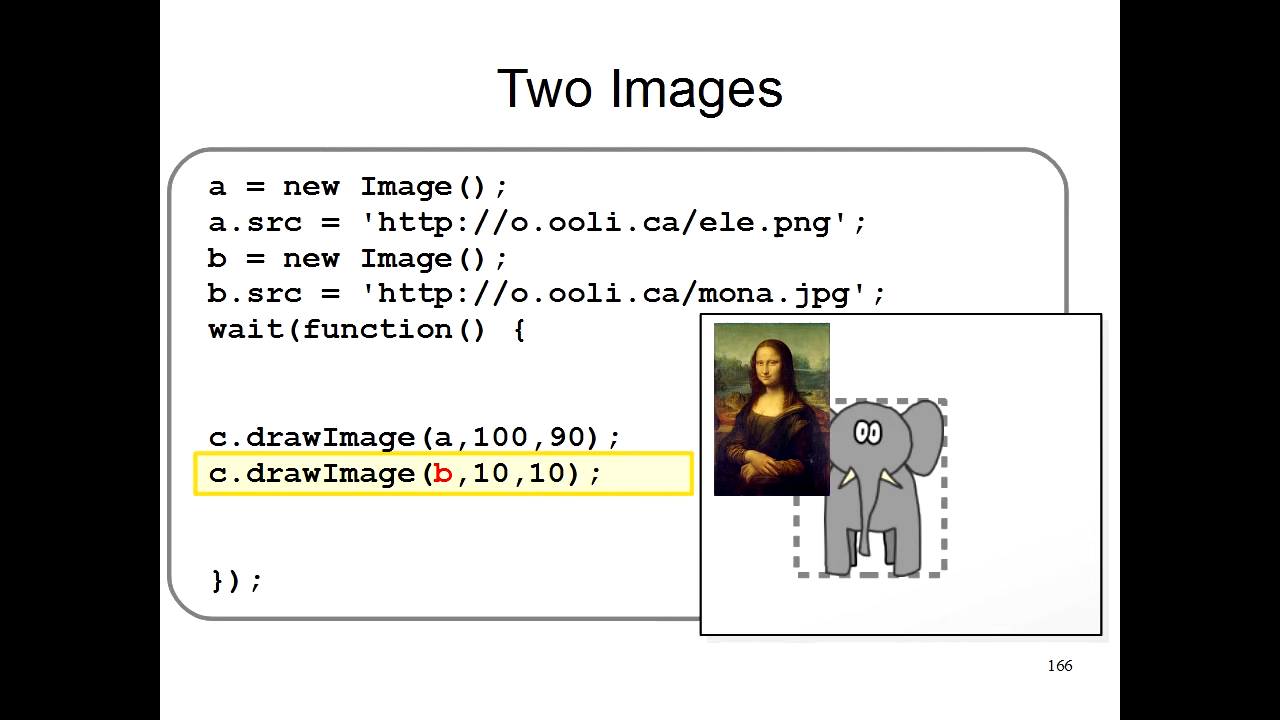 Two Images
a = new Image();
a.src = 'http://o.ooli.ca/ele.png';
b = new Image();
b.src = 'http://o.ooli.ca/mona.jpg';
wait(function() {
c.drawImage(a,100,90);
c.drawImage(b,10,10);
});
166